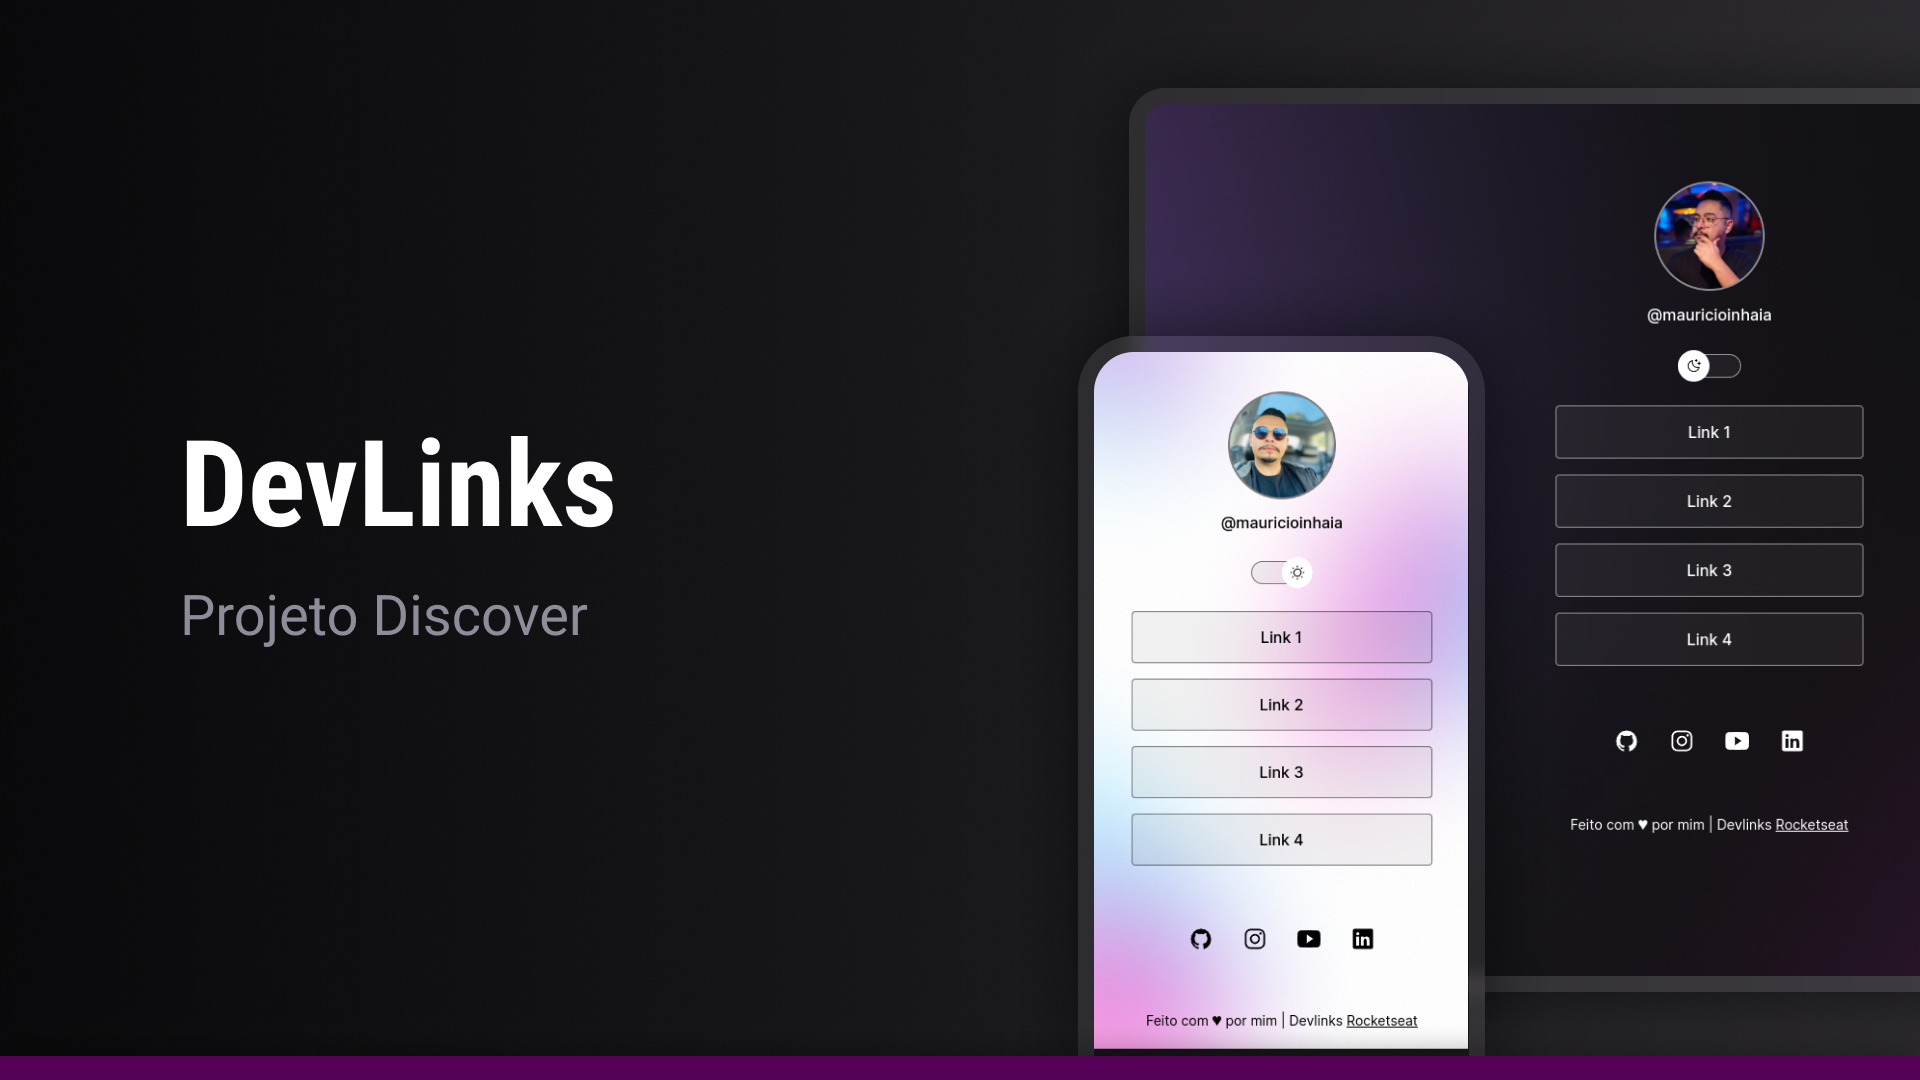 DevLinks
Projeto Discover
@mauricioinhaia
Link 1
Link 2
Link 3
Link 4
Feito com ♥ por mim | Devlinks Rocketseat
@mauricioinhaia
Link 1
Link 2
Link 3
Link 4
Feito com ♥ por mim | Devlinks Rocketseat